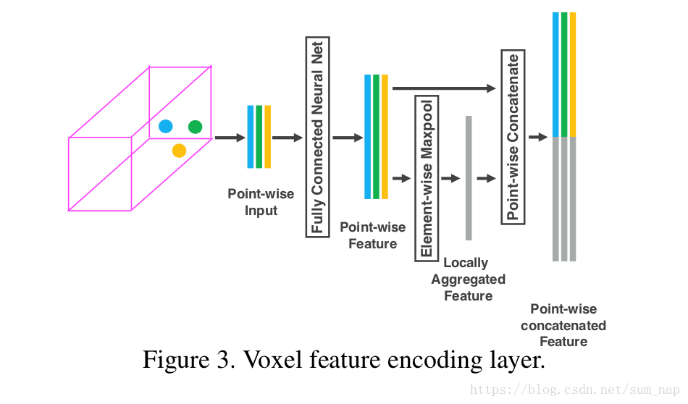 Point-wise
Input
Fully Connected Neural Net
Point-wise
Feature
Element-wise Maxpool
Locally
Aggregated
Feature
Point-wise Concatenate
Point-wise
concatenated
Feature
Figure 3. Voxel feature encoding layer.
https://blog.csdn.net/sum_nap